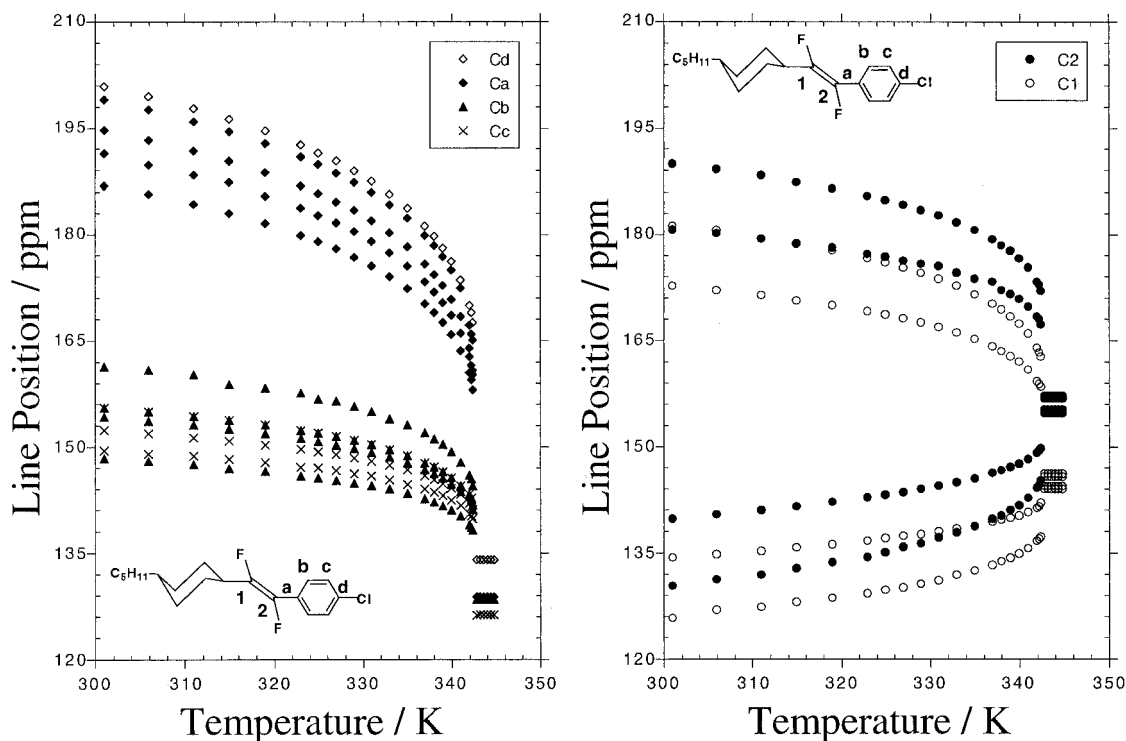 210
195
180
165
150
135
120
Line Position / ppm
Cd
Ca
Cb
Cc
F
b c
C5H11
a d Cl
1
2
F
300 310 320 330 340 350
Temperature / K
210
195
180
165
150
135
120
Line Position / ppm
F
b c
C5H11
a d Cl
1
2
F
C2
C1
300 310 320 330 340 350
Temperature / K